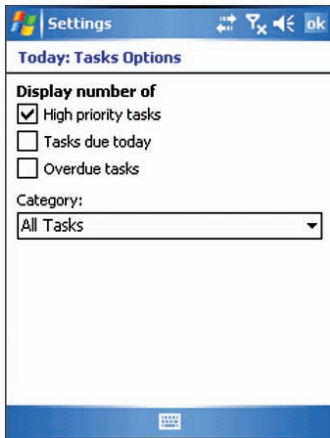 Settings
ok
Today: Tasks Options
Display number of
High priority tasks
Tasks due today
Overdue tasks
Category:
All Tasks